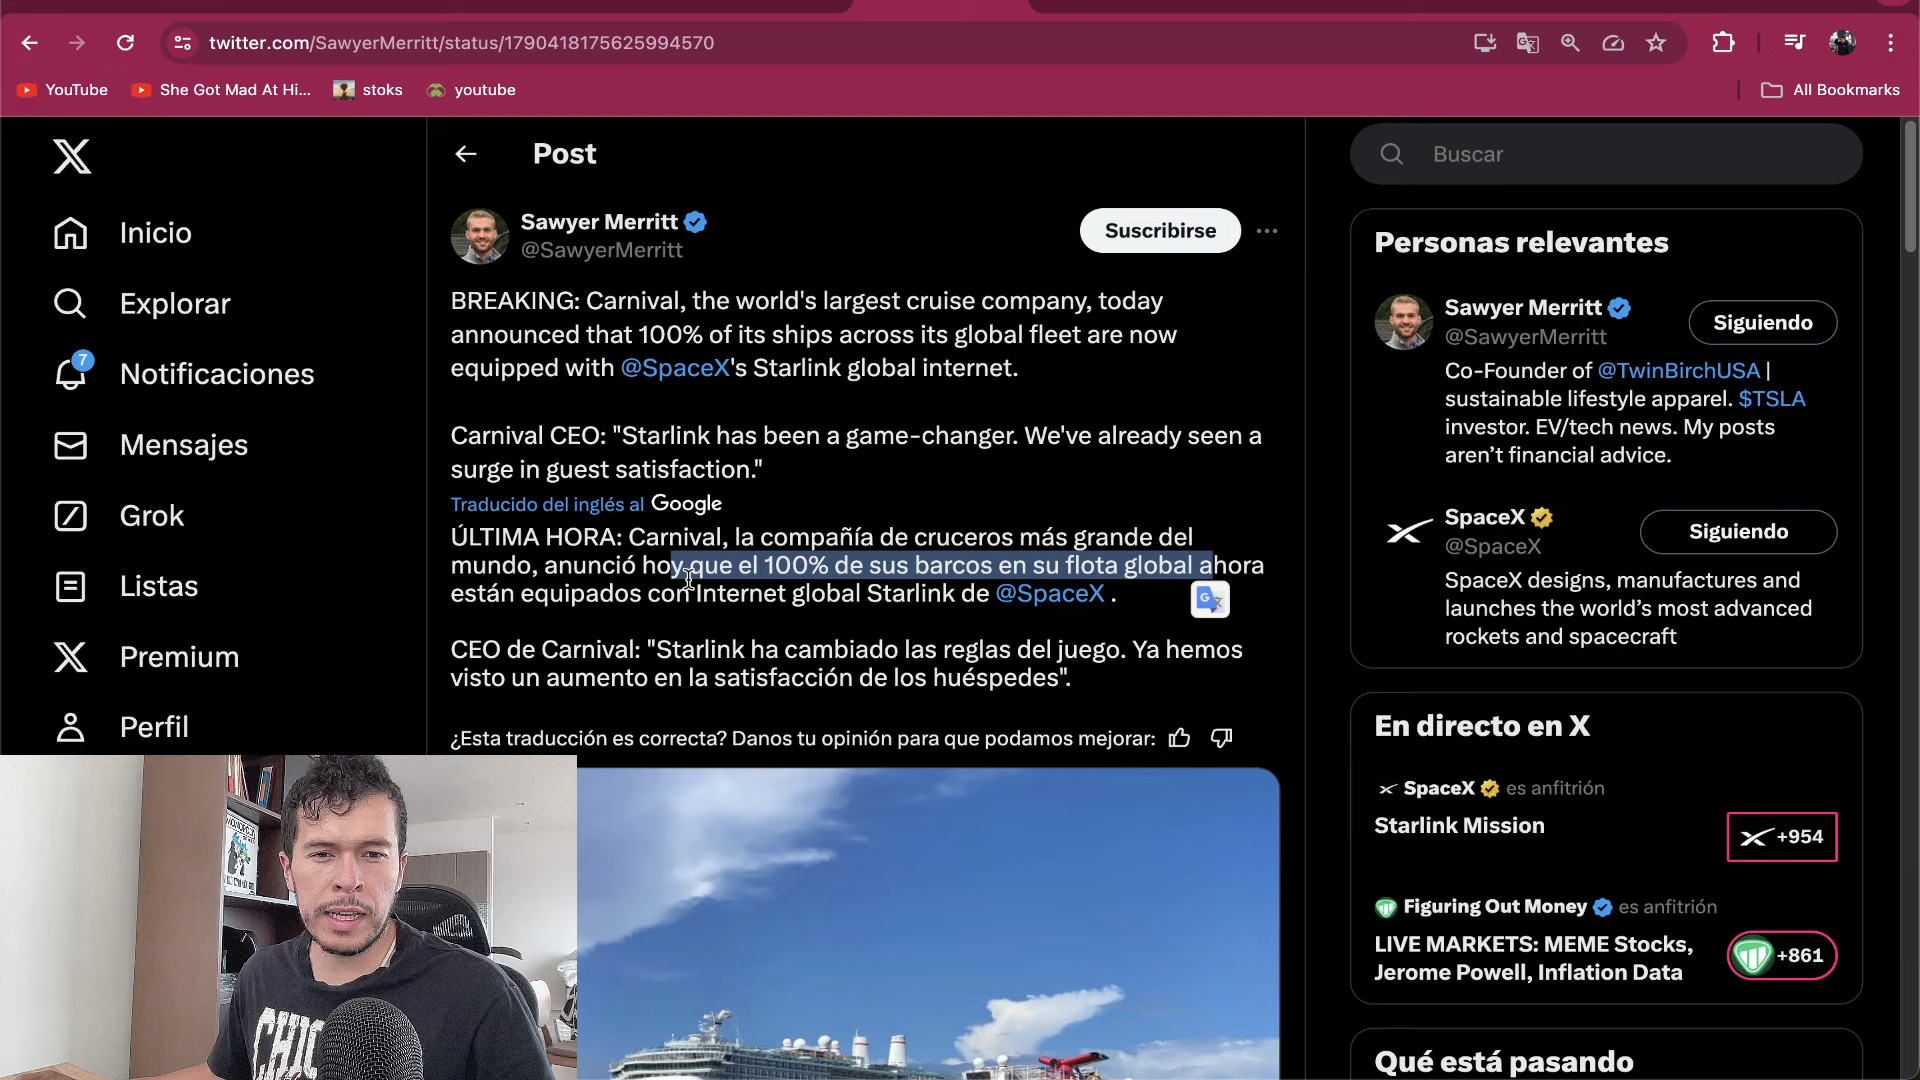 twitter.com/SawyerMerritt/status/1790418175625994570
YouTube
She Got Mad At Hi...
stoks
youtube
All Bookmarks
Inicio
Explorar
7
Notificaciones
Mensajes
Grok
Listas
Premium
Perfil
Post
Sawyer Merritt
@SawyerMerritt
Suscribirse
BREAKING: Carnival, the world's largest cruise company, today
announced that 100% of its ships across its global fleet are now
equipped with @SpaceX's Starlink global internet.
Carnival CEO: "Starlink has been a game-changer. We've already seen a
surge in guest satisfaction."
Traducido del inglés al Google
ÚLTIMA HORA: Carnival, la compañía de cruceros más grande del
mundo, anunció hoy que el 100% de sus barcos en su flota global ahora
están equipados con Internet global Starlink de @SpaceX .
CEO de Carnival: "Starlink ha cambiado las reglas del juego. Ya hemos
visto un aumento en la satisfacción de los huéspedes".
¿Esta traducción es correcta? Danos tu opinión para que podamos mejorar:
Buscar
Personas relevantes
Sawyer Merritt
@SawyerMerritt
Siguiendo
Co-Founder of @TwinBirchUSA |
sustainable lifestyle apparel. $TSLA
investor. EV/tech news. My posts
aren’t financial advice.
SpaceX
@SpaceX
Siguiendo
SpaceX designs, manufactures and
launches the world’s most advanced
rockets and spacecraft
En directo en X
SpaceX es anfitrión
Starlink Mission
+954
Figuring Out Money es anfitrión
LIVE MARKETS: MEME Stocks,
Jerome Powell, Inflation Data
+861
Qué está pasando